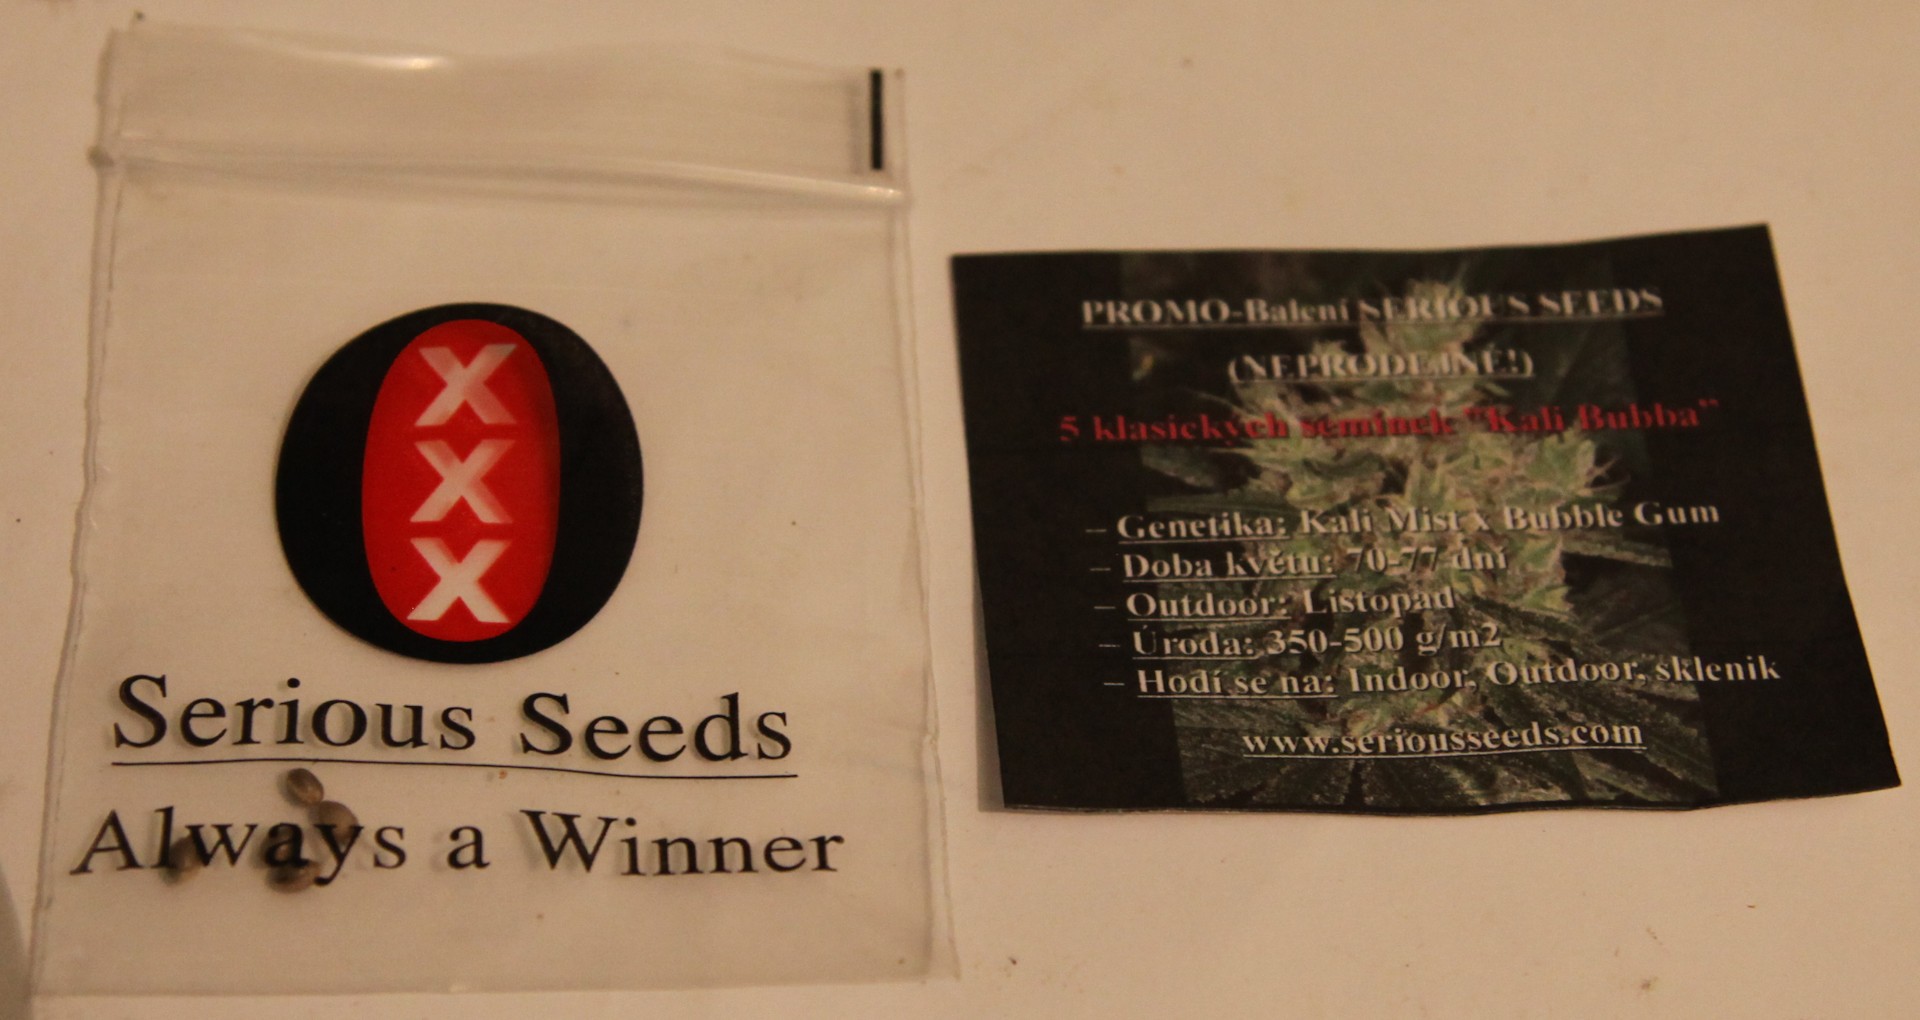 X
X
X
Serious Seeds
Always a Winner
PROMO-Balení SERIOUS SEEDS
(NEPRODEJNÉ!)
5 klasických semínek "Kali Bubba"
– Genetika: Kali Mist x Bubble Gum
– Doba květu: 70-77 dní
– Outdoor: Listopad
– Úroda: 350-500 g/m2
– Hodí se na: Indoor, Outdoor, skleník
www.seriousseeds.com